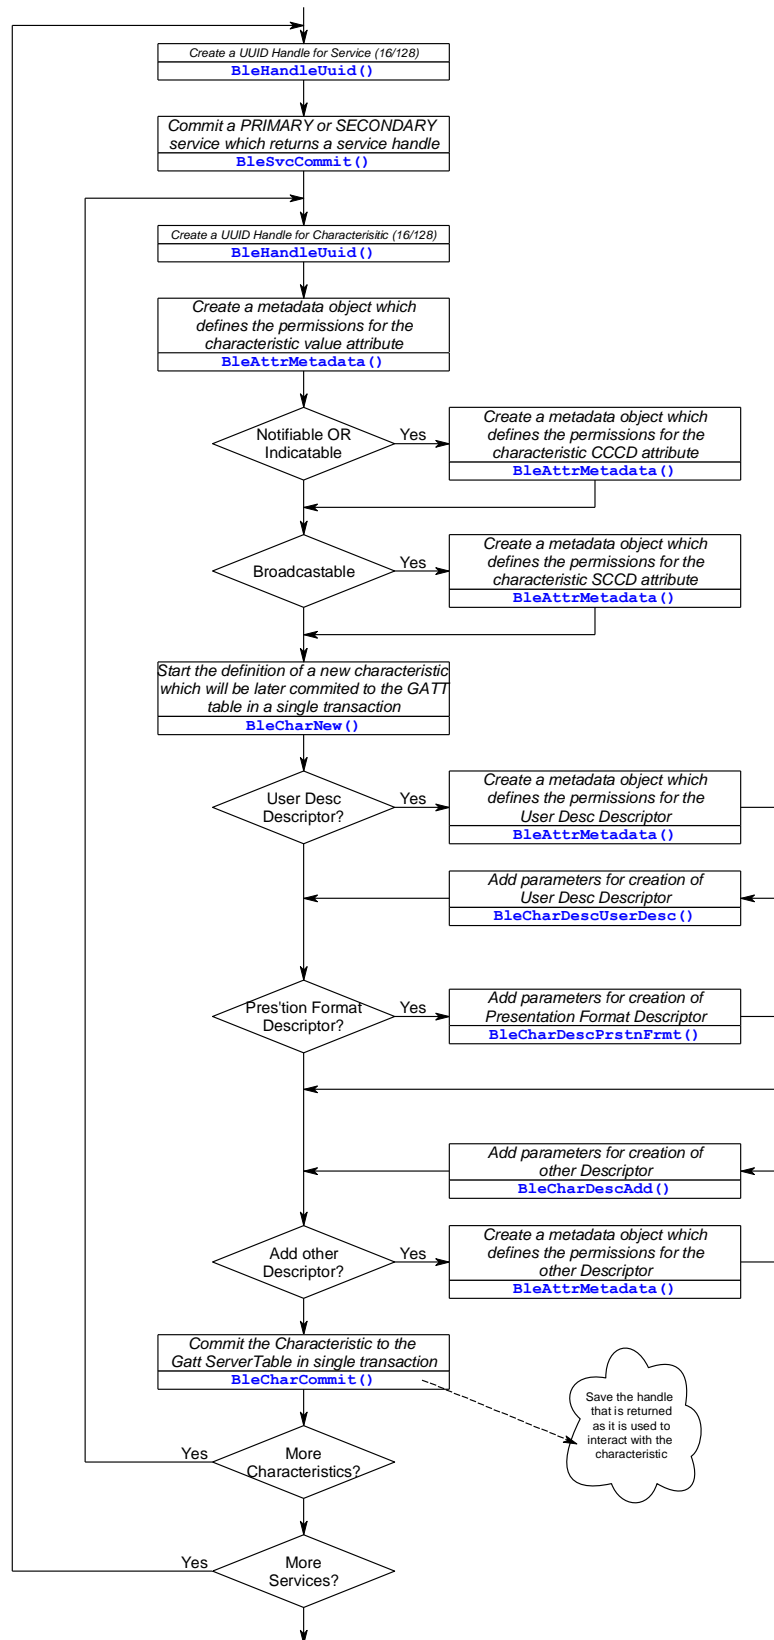 Create a UUID Handle for Service (16/128)
BleHandleUuid()
Commit a PRIMARY or SECONDARY
service which returns a service handle
BleSvcCommit()
Create a UUID Handle for Characterisitic (16/128)
BleHandleUuid()
Create a metadata object which
defines the permissions for the
characteristic value attribute
BleAttrMetadata()
Notifiable OR
Indicatable
Yes
Create a metadata object which
defines the permissions for the
characteristic CCCD attribute
BleAttrMetadata()
Broadcastable
Yes
Create a metadata object which
defines the permissions for the
characteristic SCCD attribute
BleAttrMetadata()
Start the definition of a new characteristic
which will be later commited to the GATT
table in a single transaction
BleCharNew()
User Desc
Descriptor?
Yes
Create a metadata object which
defines the permissions for the
User Desc Descriptor
BleAttrMetadata()
Add parameters for creation of
User Desc Descriptor
BleCharDescUserDesc()
Pres'tion Format
Descriptor?
Yes
Add parameters for creation of
Presentation Format Descriptor
BleCharDescPrstnFrmt()
Add parameters for creation of
other Descriptor
BleCharDescAdd()
Add other
Descriptor?
Yes
Create a metadata object which
defines the permissions for the
other Descriptor
BleAttrMetadata()
Commit the Characteristic to the
Gatt ServerTable in single transaction
BleCharCommit()
Save the handle
that is returned
as it is used to
interact with the
characteristic
Yes
More
Characteristics?
Yes
More
Services?